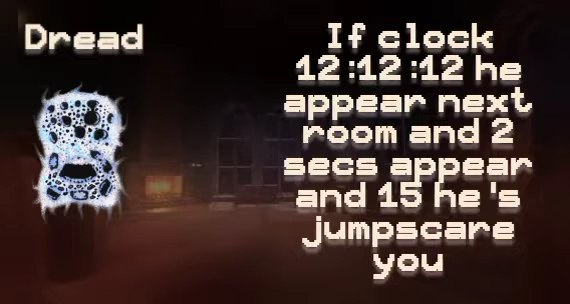 Dread
If clock
12:12:12 he
appear next
room and 2
secs appear
and 15 he's
jumpscare
you